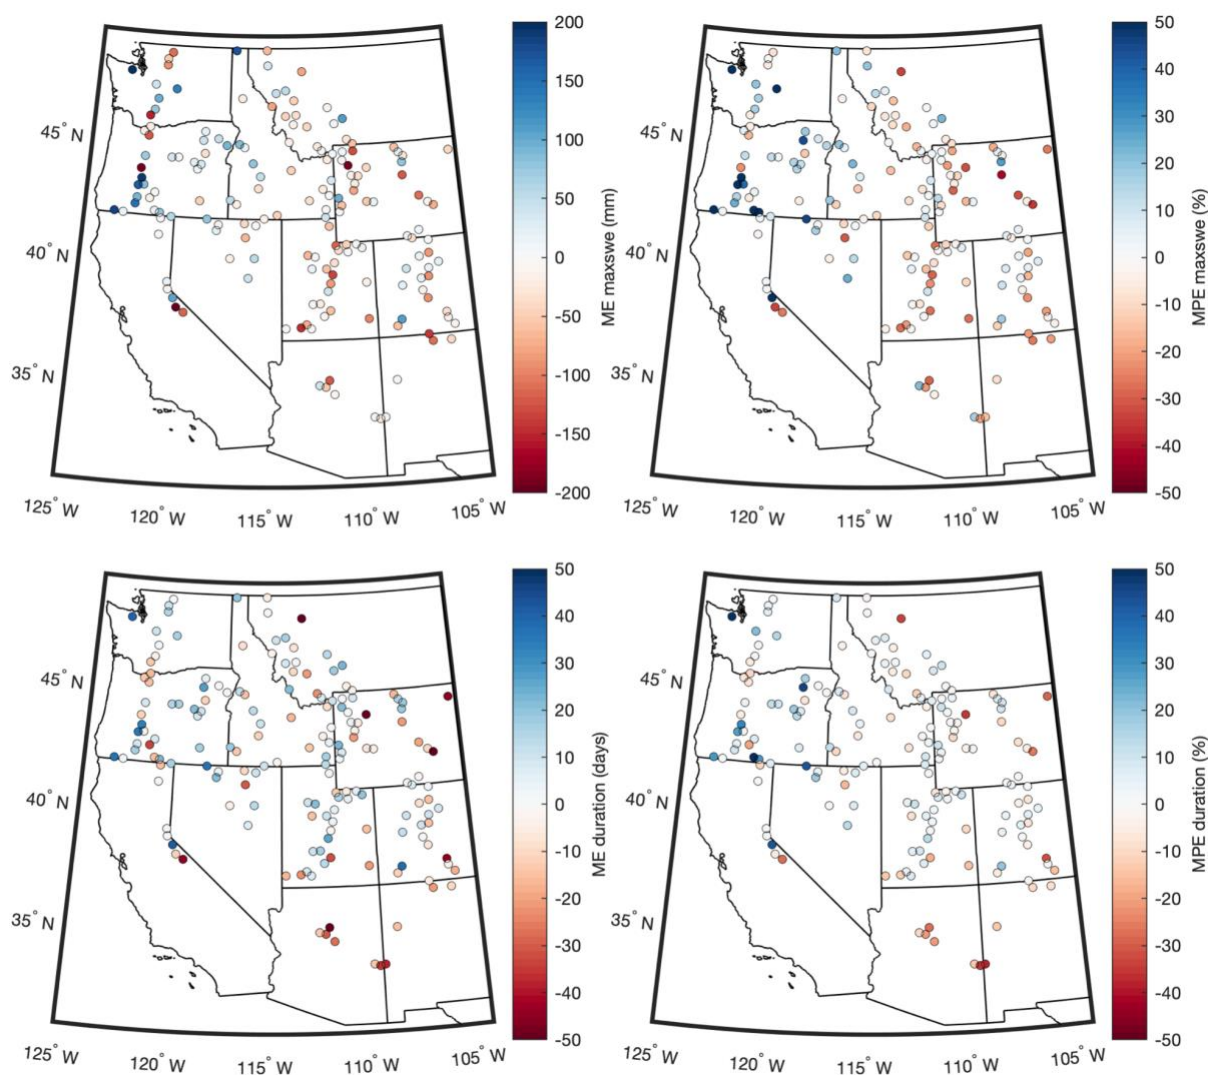 200
150
100
50
0
-50
-100
-150
-200
ME maxswe (mm)
45° N
40° N
35° N
125° W
120° W
115° W
110° W
105° W
50
40
30
20
10
0
-10
-20
-30
-40
-50
MPE maxswe (%)
45° N
40° N
35° N
125° W
120° W
115° W
110° W
105° W
50
40
30
20
10
0
-10
-20
-30
-40
-50
ME duration (days)
45° N
40° N
35° N
125° W
120° W
115° W
110° W
105° W
50
40
30
20
10
0
-10
-20
-30
-40
-50
MPE duration (%)
45° N
40° N
35° N
125° W
120° W
115° W
110° W
105° W